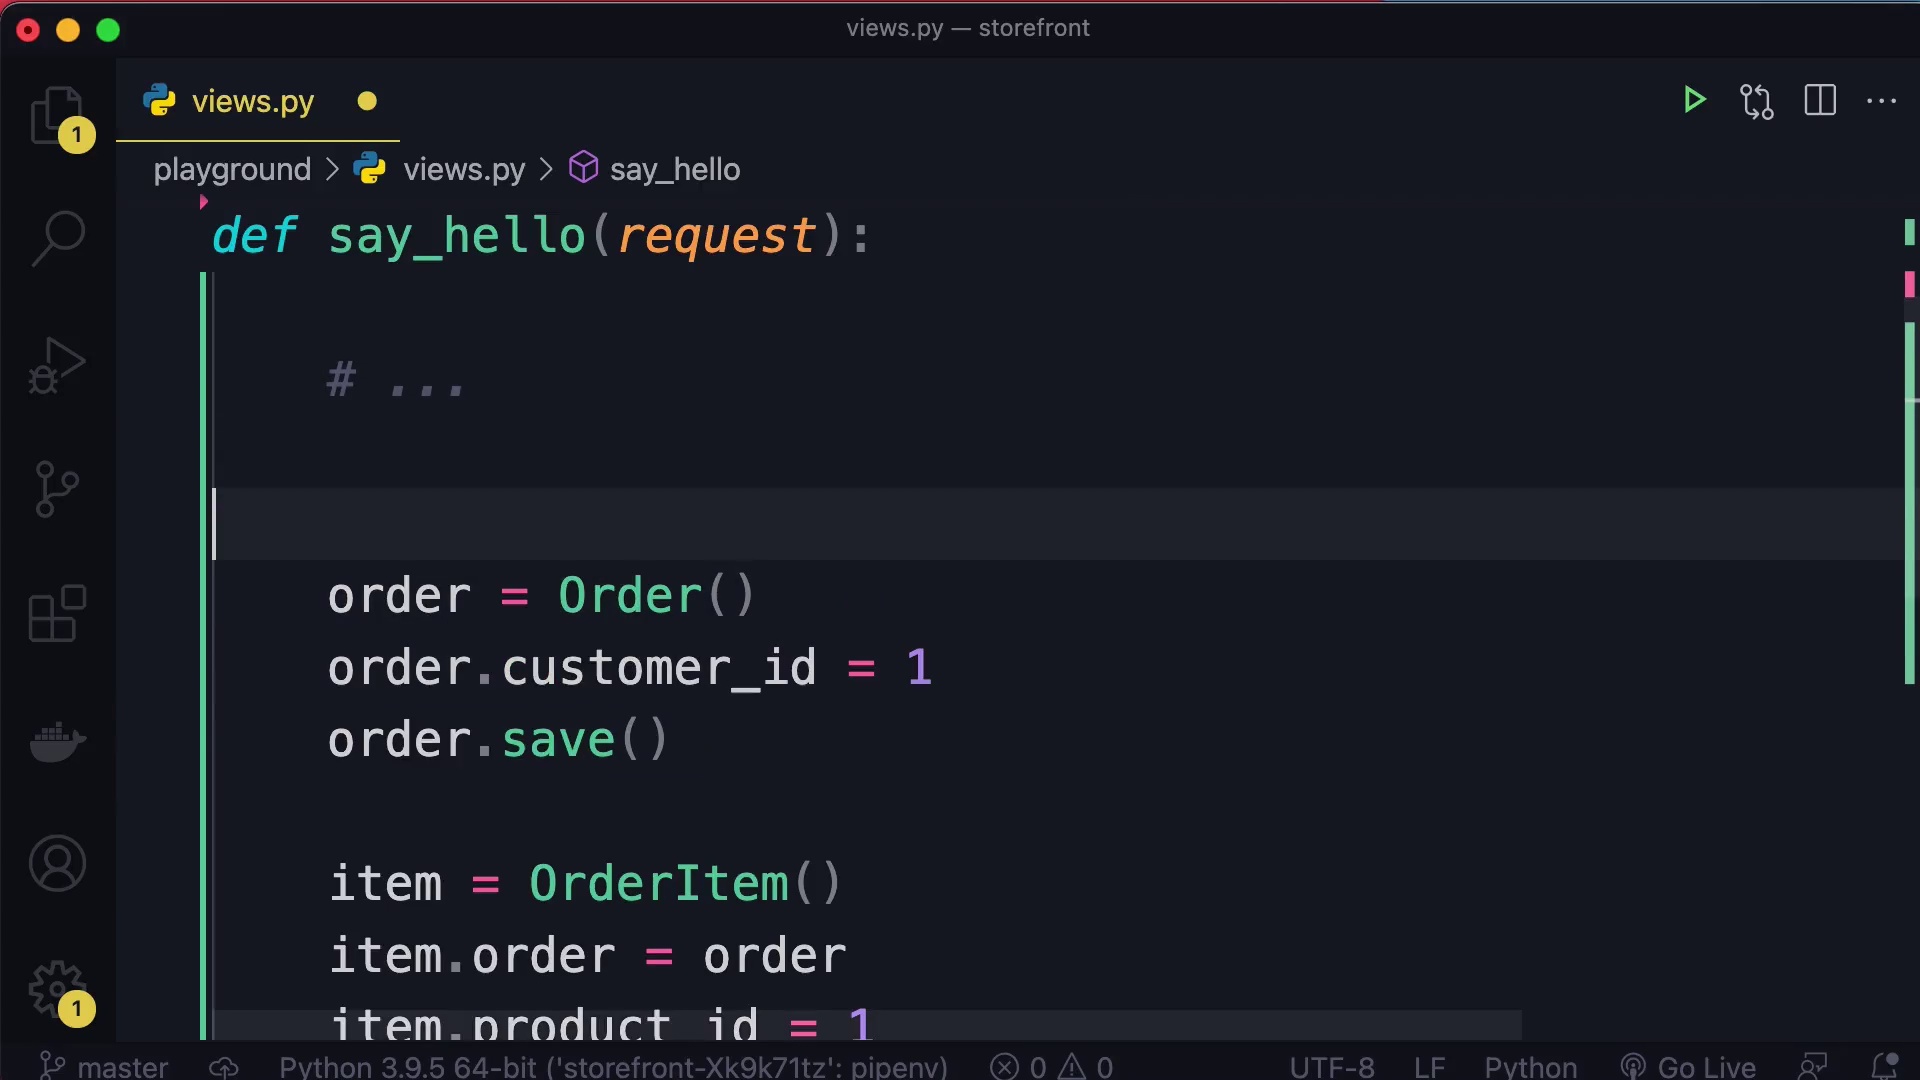 views.py — storefront
views.py
1
playground > views.py > say_hello
def say_hello(request):
# ...
order = Order()
order.customer_id = 1
order.save()
item = OrderItem()
item.order = order
item.product_id = 1
1
master Python 3.9.5 64-bit ('storefront-Xk9k71tz': pipenv) 0 0 UTF-8 LF Python Go Live